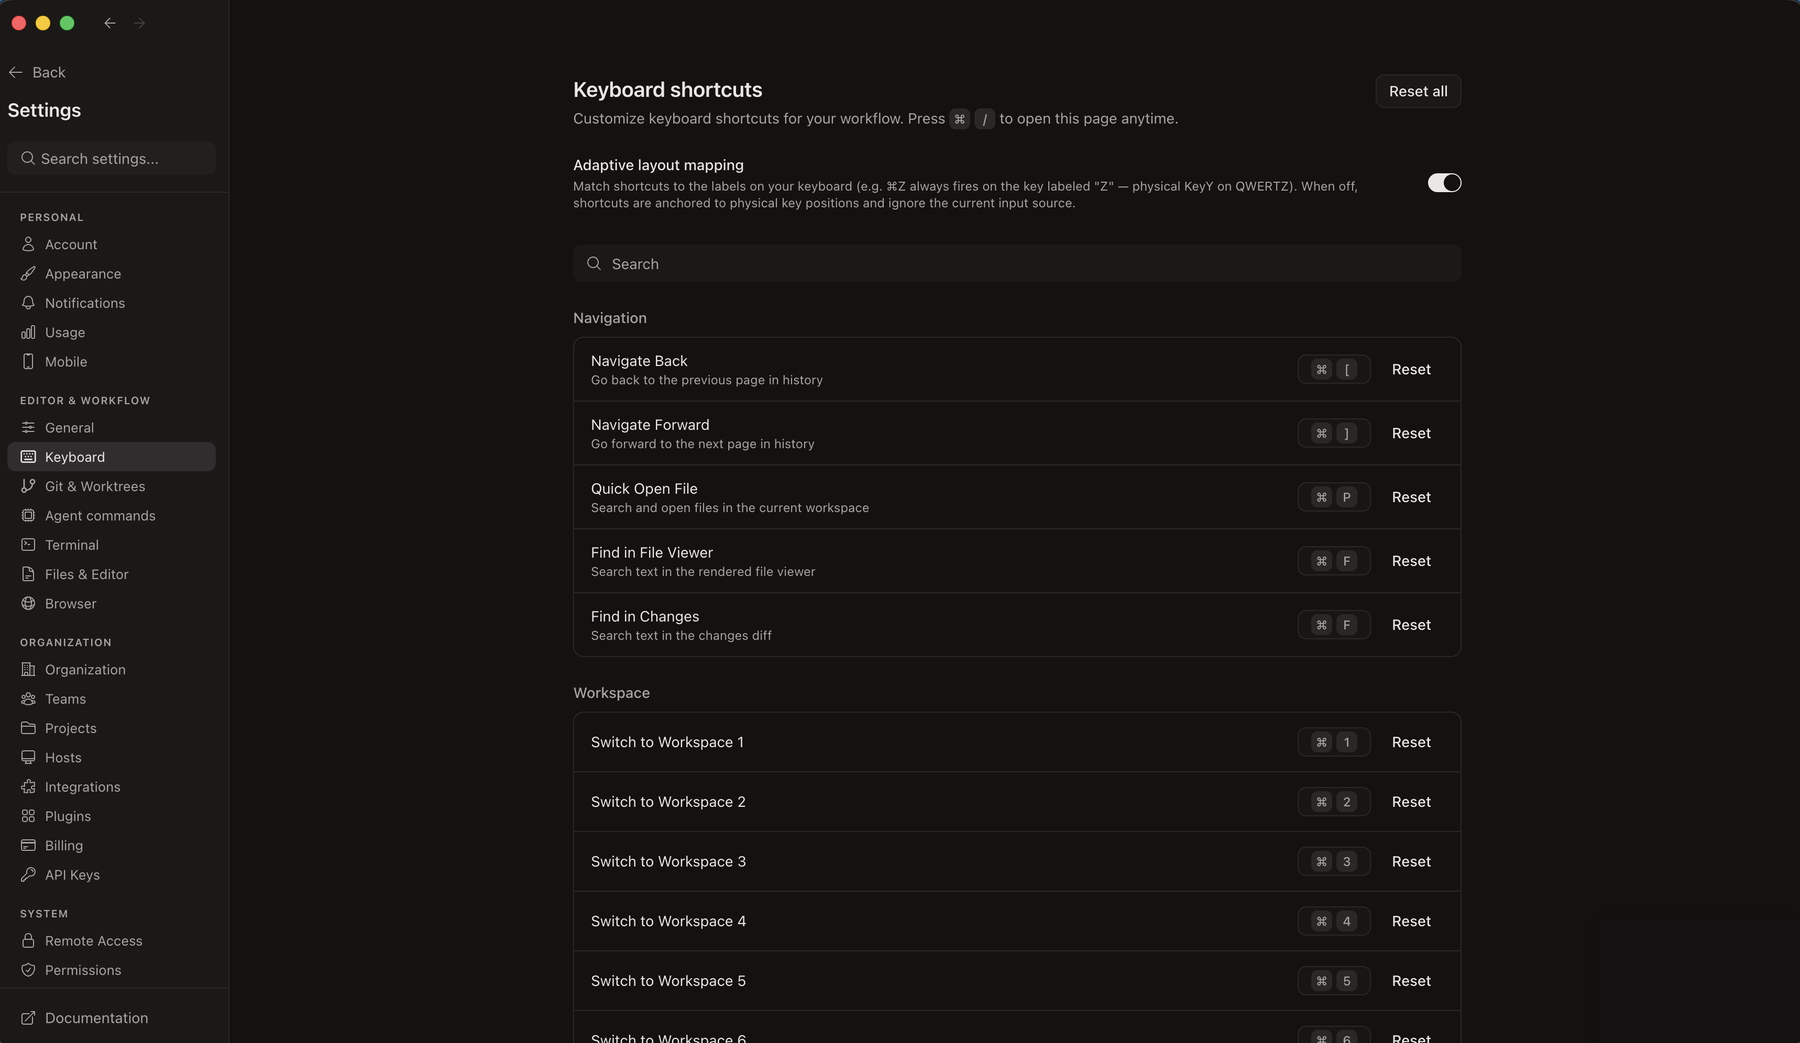 Back
Settings
Search settings...
PERSONAL
Account
Appearance
Notifications
Usage
Mobile
EDITOR & WORKFLOW
General
Keyboard
Git & Worktrees
Agent commands
Terminal
Files & Editor
Browser
ORGANIZATION
Organization
Teams
Projects
Hosts
Integrations
Plugins
Billing
API Keys
SYSTEM
Remote Access
Permissions
Documentation
Keyboard shortcuts
Reset all
Customize keyboard shortcuts for your workflow. Press ⌘ / to open this page anytime.
Adaptive layout mapping
Match shortcuts to the labels on your keyboard (e.g. ⌘Z always fires on the key labeled "Z" — physical KeyY on QWERTZ). When off,
shortcuts are anchored to physical key positions and ignore the current input source.
Search
Navigation
Navigate Back ⌘ [ Reset
Go back to the previous page in history
Navigate Forward ⌘ ] Reset
Go forward to the next page in history
Quick Open File ⌘ P Reset
Search and open files in the current workspace
Find in File Viewer ⌘ F Reset
Search text in the rendered file viewer
Find in Changes ⌘ F Reset
Search text in the changes diff
Workspace
Switch to Workspace 1 ⌘ 1 Reset
Switch to Workspace 2 ⌘ 2 Reset
Switch to Workspace 3 ⌘ 3 Reset
Switch to Workspace 4 ⌘ 4 Reset
Switch to Workspace 5 ⌘ 5 Reset
Switch to Workspace 6 ⌘ 6 Reset